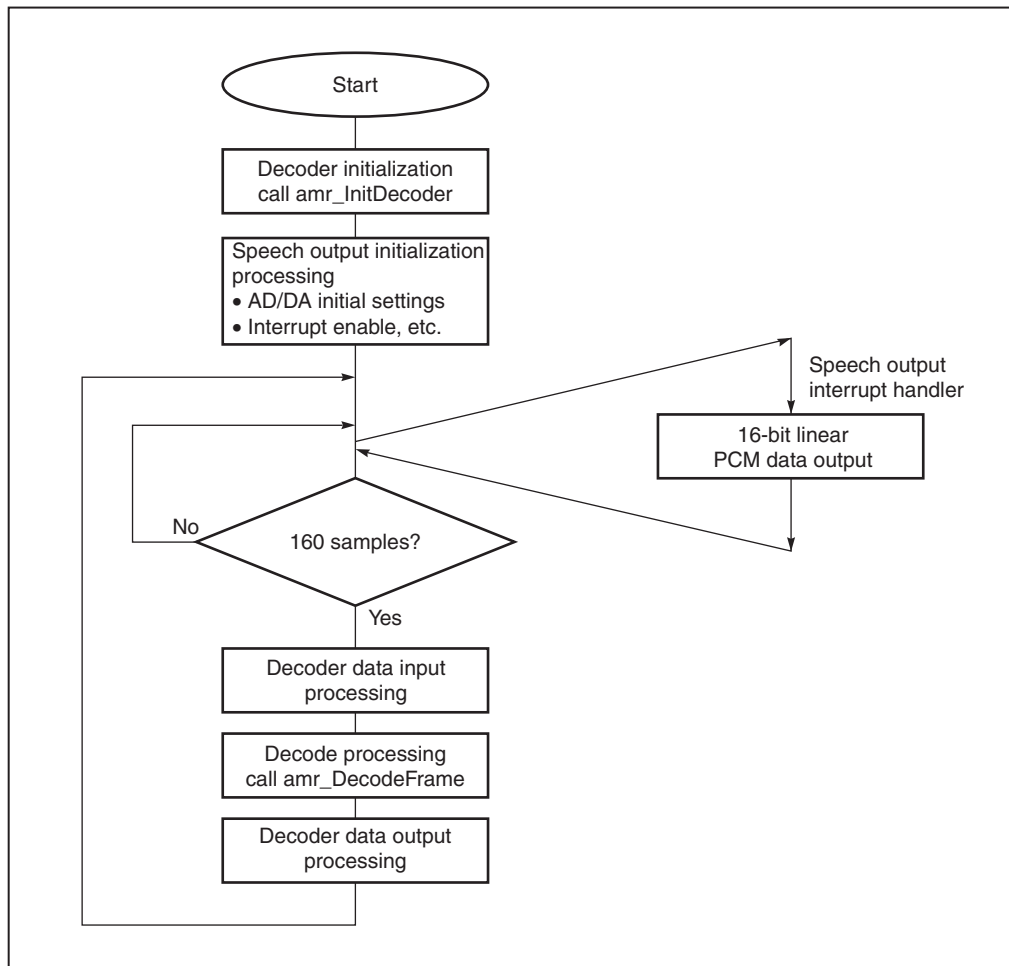 Start
Decoder initialization
call amr_InitDecoder
Speech output initialization
processing
• AD/DA initial settings
• Interrupt enable, etc.
Speech output
interrupt handler
16-bit linear
PCM data output
No
160 samples?
Yes
Decoder data input
processing
Decode processing
call amr_DecodeFrame
Decoder data output
processing